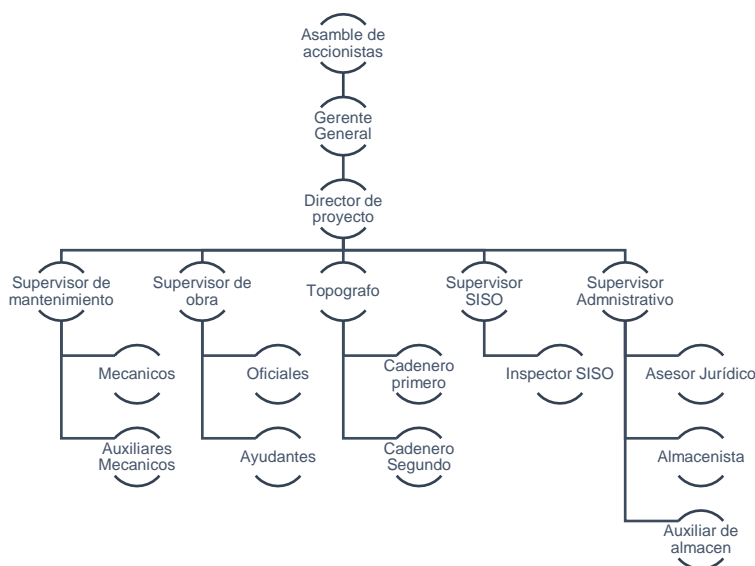 Asamble de
accionistas
Gerente
General
Director de
proyecto
Supervisor de
mantenimiento
Mecanicos
Auxiliares
Mecanicos
Supervisor de
obra
Oficiales
Ayudantes
Topografo
Cadenero
primero
Cadenero
Segundo
Supervisor
SISO
Inspector SISO
Supervisor
Admnistrativo
Asesor Jurídico
Almacenista
Auxiliar de
almacen